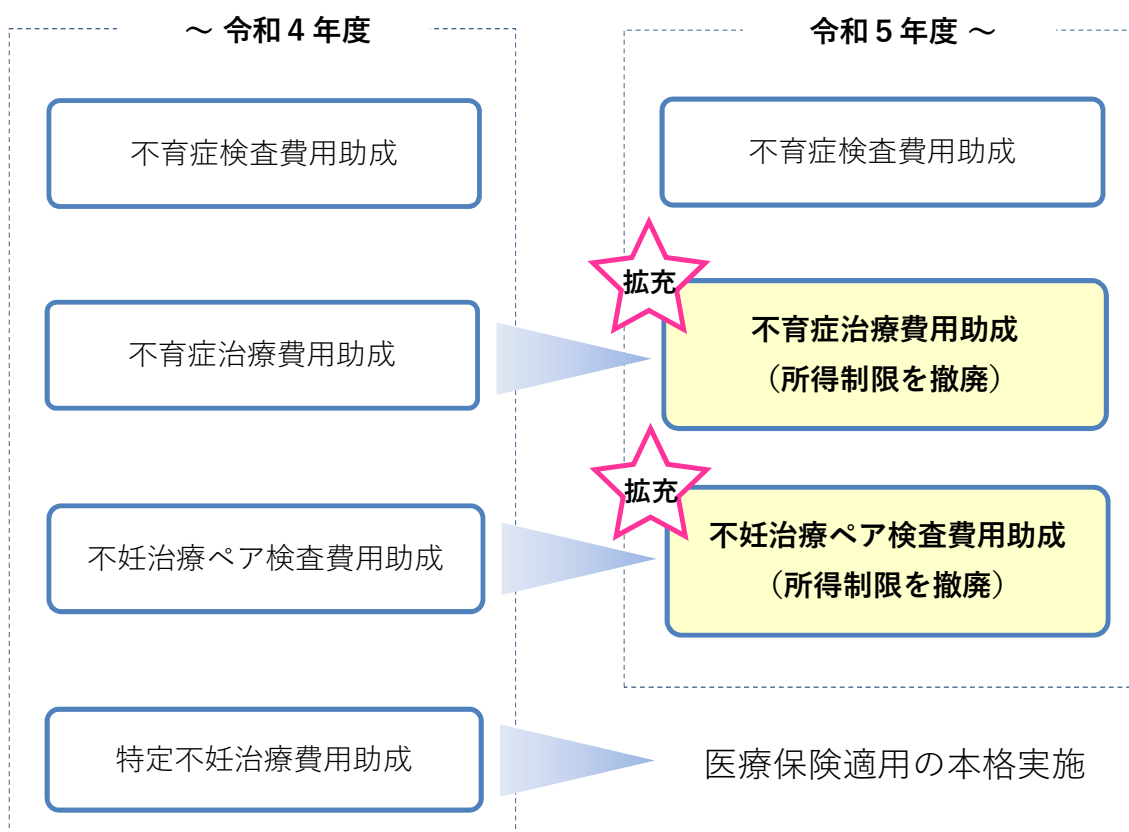 ～ 令和４年度
不育症検査費用助成
不育症治療費用助成
不妊治療ペア検査費用助成
特定不妊治療費用助成
令和５年度 ～
不育症検査費用助成
拡充
不育症治療費用助成
（所得制限を撤廃）
拡充
不妊治療ペア検査費用助成
（所得制限を撤廃）
医療保険適用の本格実施